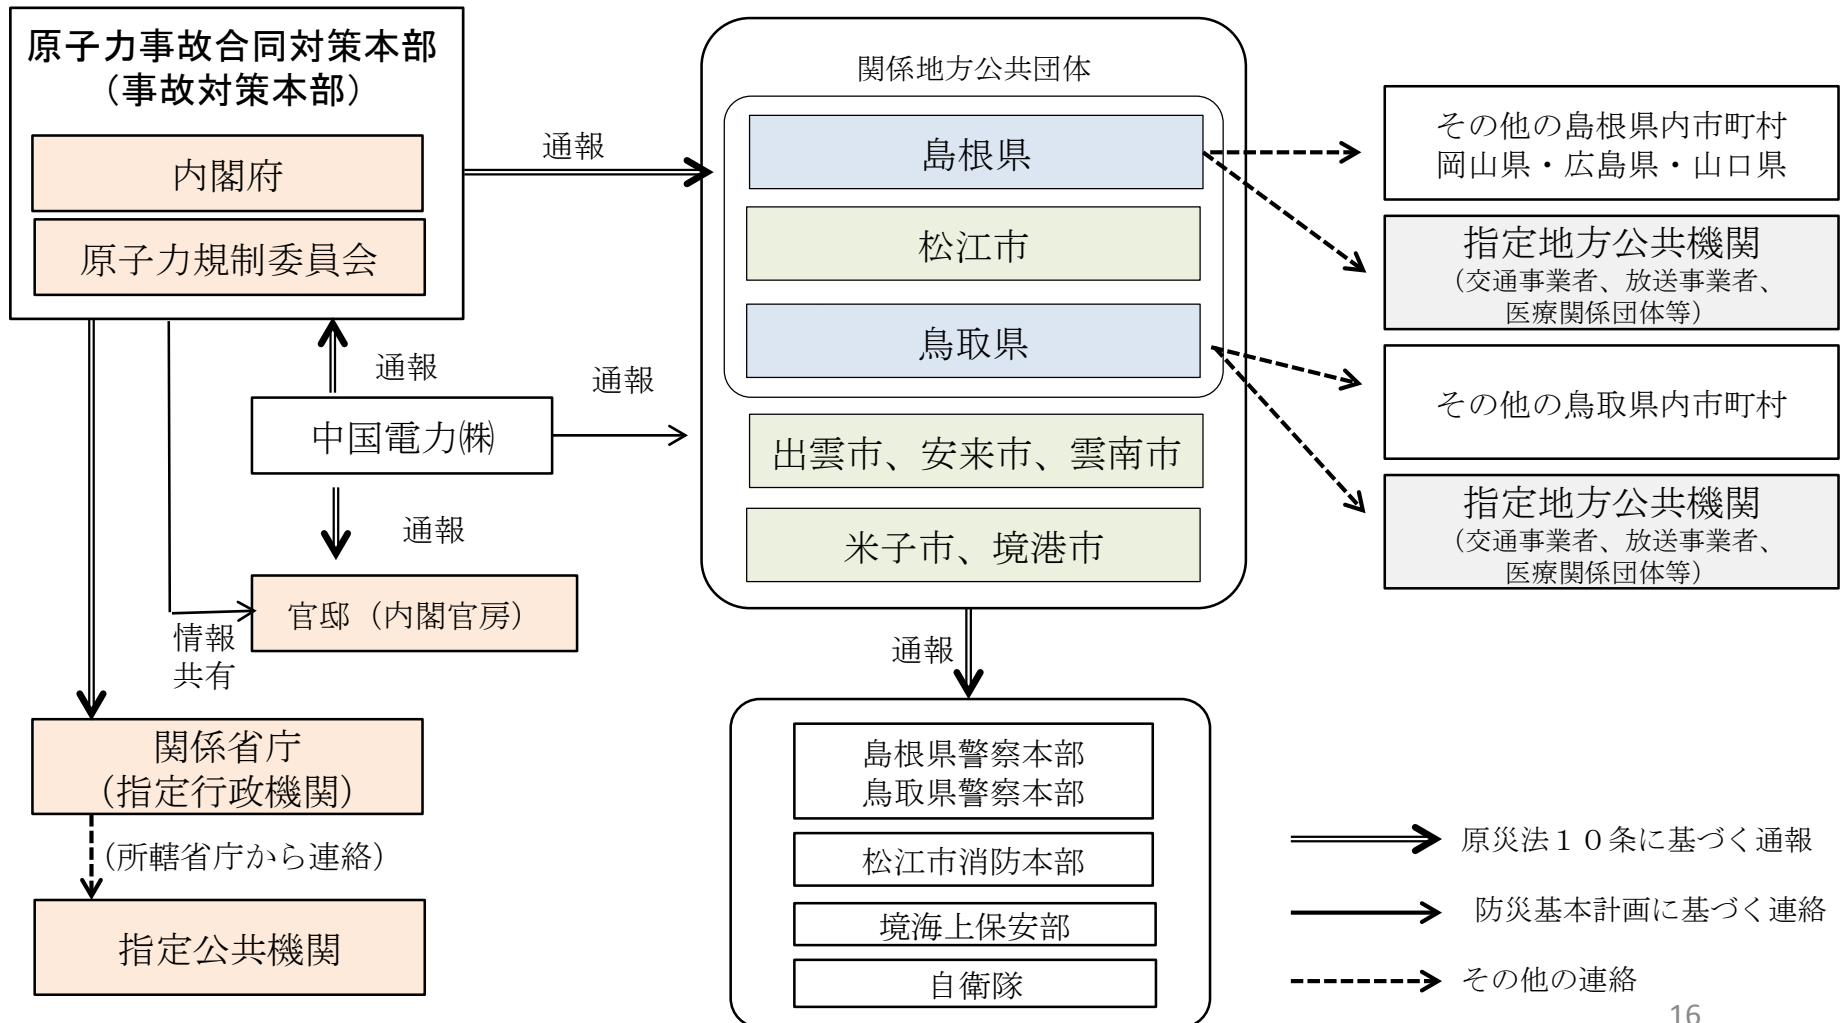 原子力事故合同対策本部
（事故対策本部）
内閣府
原子力規制委員会
通報
関係地方公共団体
島根県
松江市
鳥取県
出雲市、安来市、雲南市
米子市、境港市
その他の島根県内市町村
岡山県・広島県・山口県
指定地方公共機関
（交通事業者、放送事業者、
医療関係団体等）
その他の鳥取県内市町村
指定地方公共機関
（交通事業者、放送事業者、
医療関係団体等）
通報
通報
中国電力㈱
通報
官邸（内閣官房）
情報
共有
関係省庁
（指定行政機関）
（所轄省庁から連絡）
指定公共機関
通報
島根県警察本部
鳥取県警察本部
松江市消防本部
境海上保安部
自衛隊
原災法１０条に基づく通報
防災基本計画に基づく連絡
その他の連絡
16